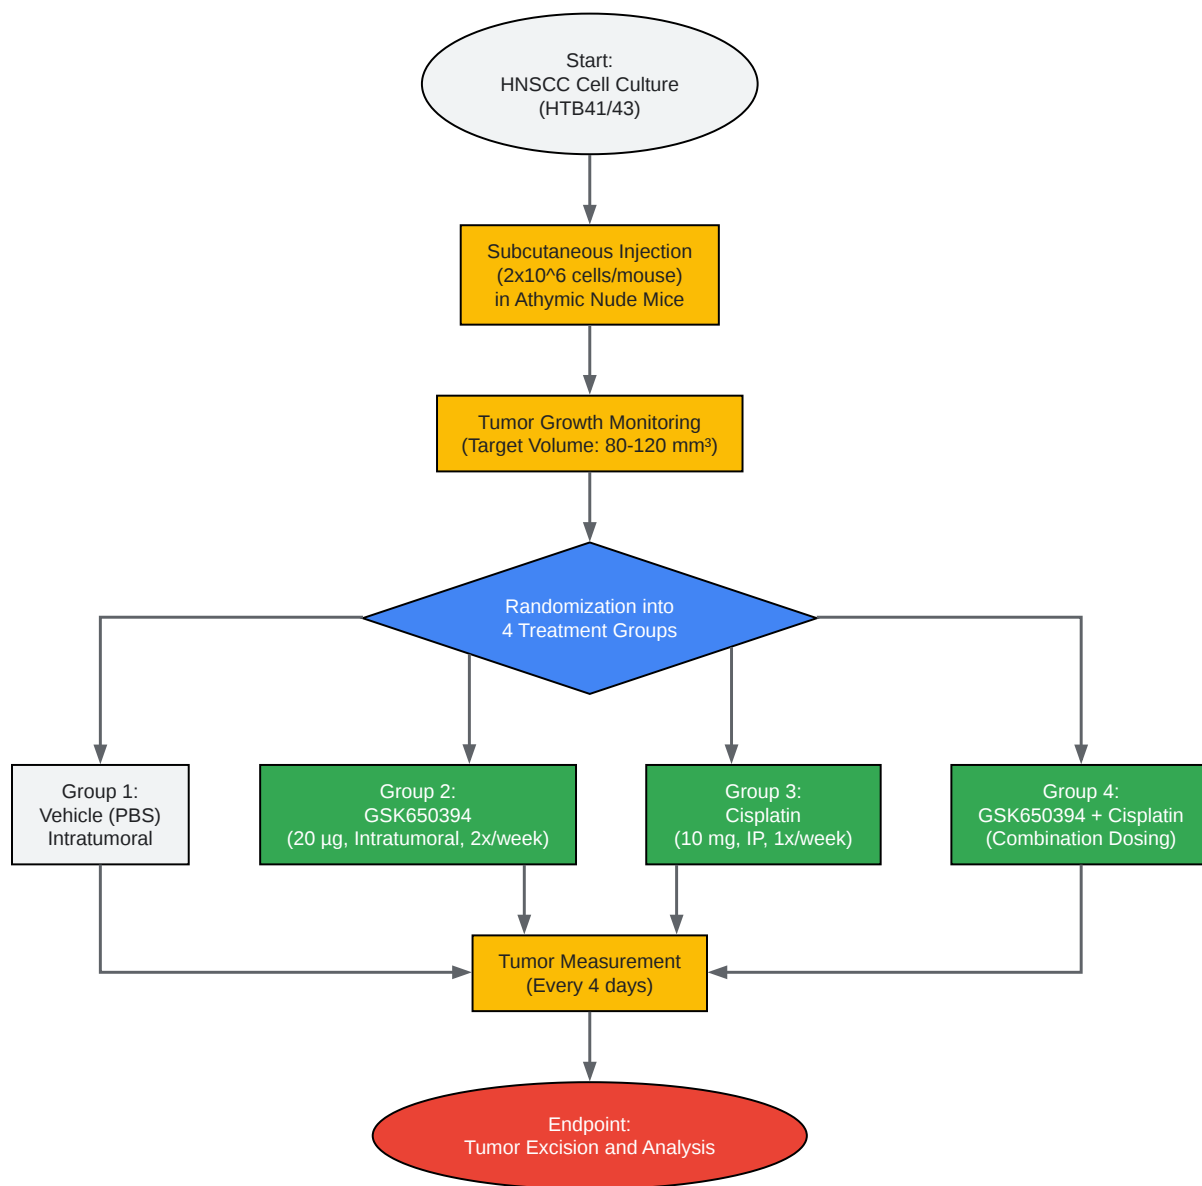 Start:
HNSCC Cell Culture
(HTB41/43)
Subcutaneous Injection
(2x10^6 cells/mouse)
in Athymic Nude Mice
Tumor Growth Monitoring
(Target Volume: 80-120 mm³)
Randomization into
4 Treatment Groups
Group 1:
Vehicle (PBS)
Intratumoral
Group 2:
GSK650394
(20 µg, Intratumoral, 2x/week)
Group 3:
Cisplatin
(10 mg, IP, 1x/week)
Group 4:
GSK650394 + Cisplatin
(Combination Dosing)
Tumor Measurement
(Every 4 days)
Endpoint:
Tumor Excision and Analysis